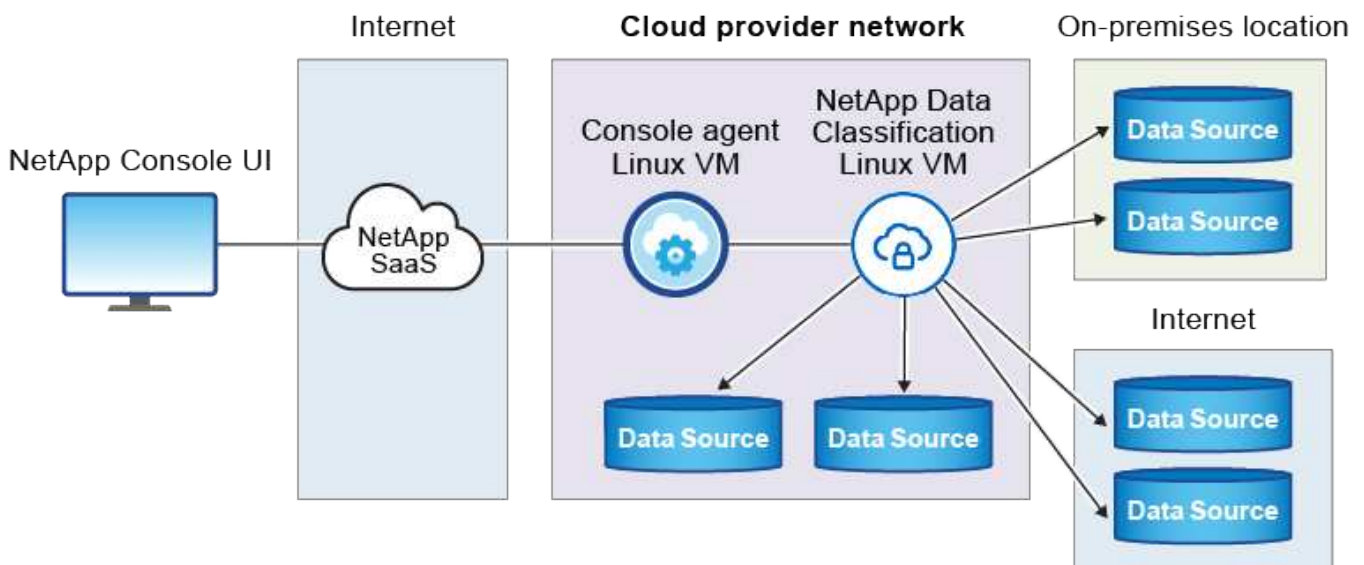 Internet
Cloud provider network
On-premises location
NetApp Console UI
NetApp
SaaS
Console agent
Linux VM
NetApp Data
Classification
Linux VM
Data Source
Data Source
Data Source
Data Source
Internet
Data Source
Data Source